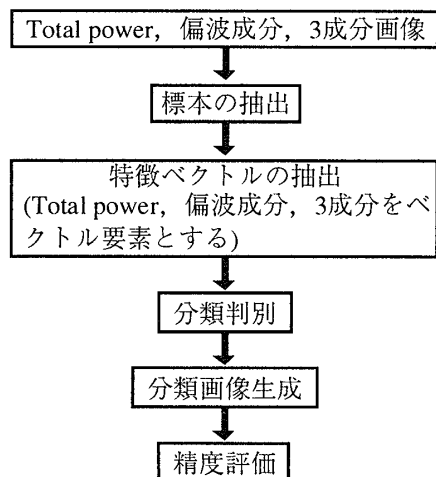 Total power，偏波成分，3成分画像
標本の抽出
特徴ベクトルの抽出
(Total power，偏波成分，3成分をベ
クトル要素とする)
分類判別
分類画像生成
精度評価